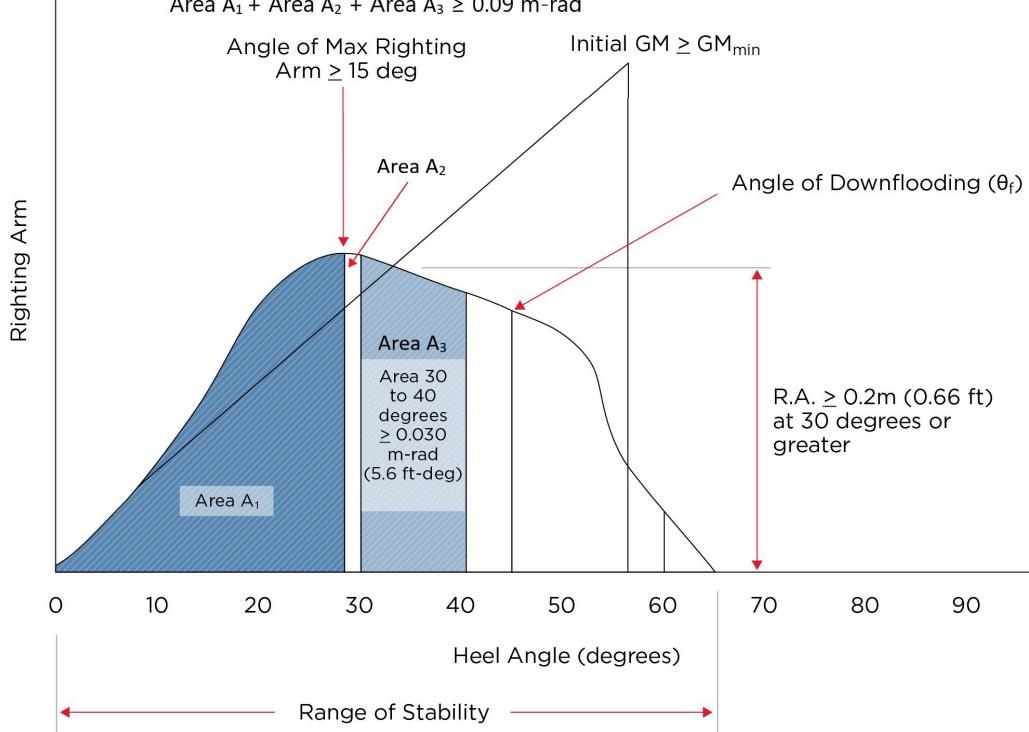 Area A₁ + Area A₂ + Area A₃ ≥ 0.09 m-rad
Angle of Max Righting
Arm ≥ 15 deg
Initial GM ≥ GMmin
Area A₂
Angle of Downflooding (θf)
Righting Arm
Area A₃
Area 30
to 40
degrees
≥ 0.030
m-rad
(5.6 ft-deg)
R.A. ≥ 0.2m (0.66 ft)
at 30 degrees or
greater
Area A₁
0 10 20 30 40 50 60 70 80 90
Heel Angle (degrees)
Range of Stability